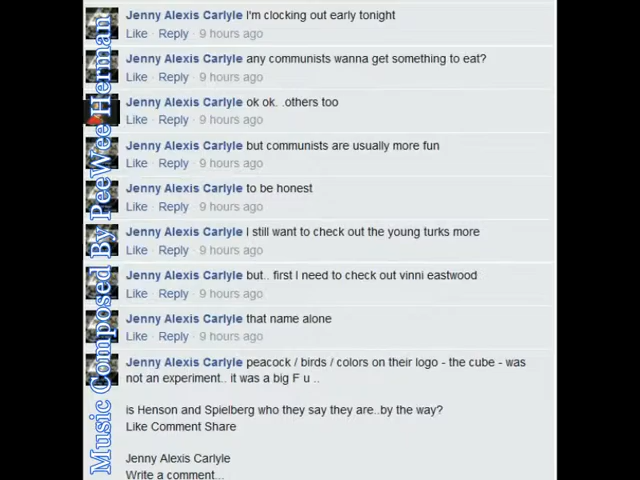 Jenny Alexis Carlyle I'm clocking out early tonight
Like · Reply · 9 hours ago
Jenny Alexis Carlyle any communists wanna get something to eat?
Like · Reply · 9 hours ago
Jenny Alexis Carlyle ok ok. .others too
Like · Reply · 9 hours ago
Jenny Alexis Carlyle but communists are usually more fun
Like · Reply · 9 hours ago
Jenny Alexis Carlyle to be honest
Like · Reply · 9 hours ago
Jenny Alexis Carlyle I still want to check out the young turks more
Like · Reply · 9 hours ago
Jenny Alexis Carlyle but.. first I need to check out vinni eastwood
Like · Reply · 9 hours ago
Jenny Alexis Carlyle that name alone
Like · Reply · 9 hours ago
Jenny Alexis Carlyle peacock / birds / colors on their logo - the cube - was
not an experiment.. it was a big F u ..
is Henson and Spielberg who they say they are..by the way?
Like Comment Share
Jenny Alexis Carlyle
Write a comment...
Music Composed By PeeWee Herman